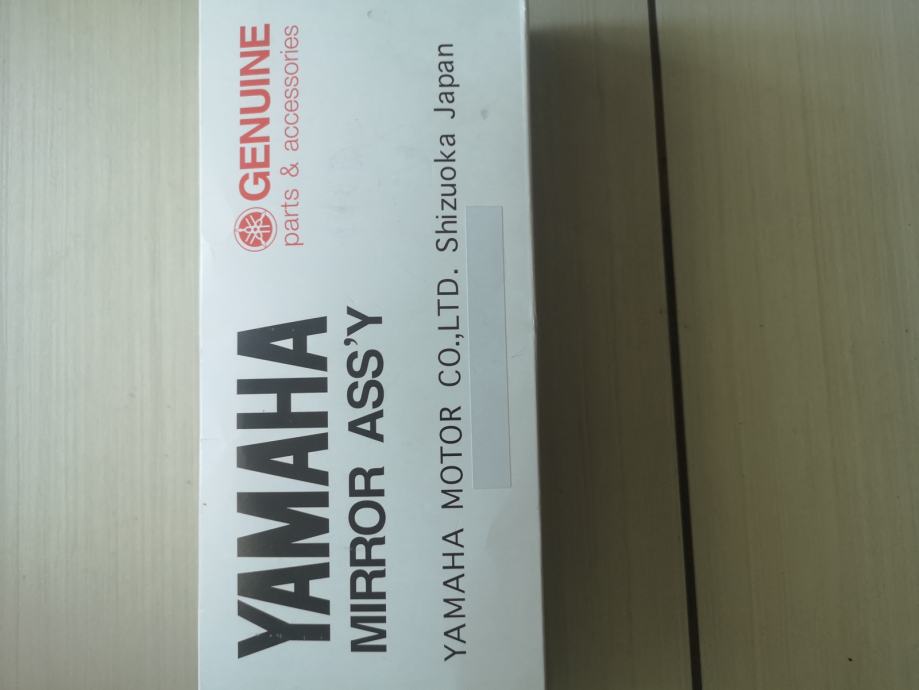 YAMAHA
MIRROR ASS'Y
GENUINE
parts & accessories
YAMAHA MOTOR CO.,LTD. Shizuoka Japan